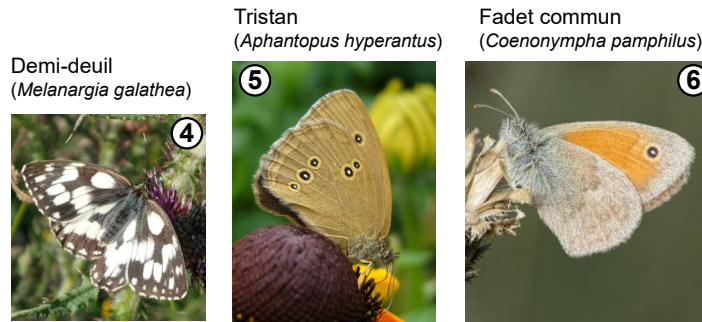 Demi-deuil
(Melanargia galathea)
4
Tristan
(Aphantopus hyperantus)
5
Fadet commun
(Coenonympha pamphilus)
6